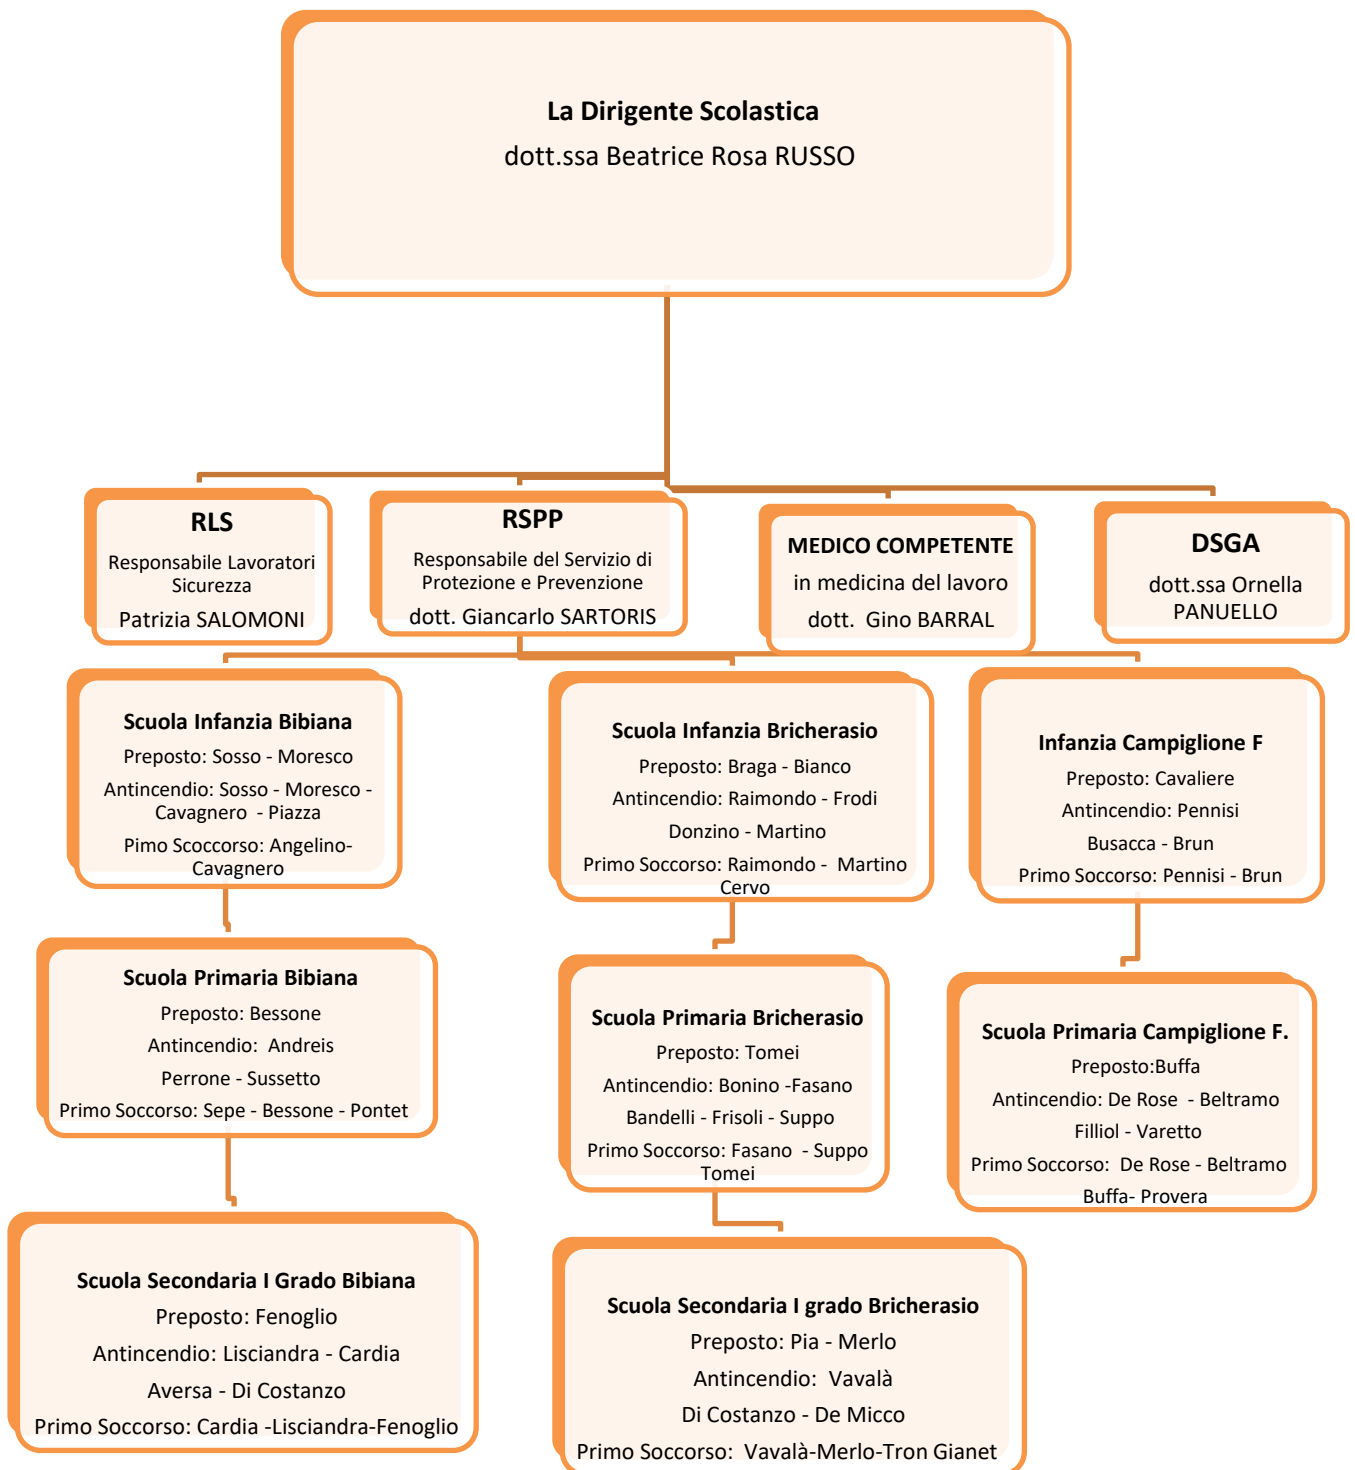 La Dirigente Scolastica
dott.ssa Beatrice Rosa RUSSO
RLS
Responsabile Lavoratori
Sicurezza
Patrizia SALOMONI
RSPP
Responsabile del Servizio di
Protezione e Prevenzione
dott. Giancarlo SARTORIS
MEDICO COMPETENTE
in medicina del lavoro
dott. Gino BARRAL
DSGA
dott.ssa Ornella
PANUELLO
Scuola Infanzia Bibiana
Preposto: Sosso - Moresco
Antincendio: Sosso - Moresco -
Cavagnero - Piazza
Pimo Scoccorso: Angelino-
Cavagnero
Scuola Infanzia Bricherasio
Preposto: Braga - Bianco
Antincendio: Raimondo - Frodi
Donzino - Martino
Primo Soccorso: Raimondo - Martino
Cervo
Infanzia Campiglione F
Preposto: Cavaliere
Antincendio: Pennisi
Busacca - Brun
Primo Soccorso: Pennisi - Brun
Scuola Primaria Bibiana
Preposto: Bessone
Antincendio: Andreis
Perrone - Sussetto
Primo Soccorso: Sepe - Bessone - Pontet
Scuola Primaria Bricherasio
Preposto: Tomei
Antincendio: Bonino -Fasano
Bandelli - Frisoli - Suppo
Primo Soccorso: Fasano - Suppo
Tomei
Scuola Primaria Campiglione F.
Preposto:Buffa
Antincendio: De Rose - Beltramo
Filliol - Varetto
Primo Soccorso: De Rose - Beltramo
Buffa- Provera
Scuola Secondaria I Grado Bibiana
Preposto: Fenoglio
Antincendio: Lisciandra - Cardia
Aversa - Di Costanzo
Primo Soccorso: Cardia -Lisciandra-Fenoglio
Scuola Secondaria I grado Bricherasio
Preposto: Pia - Merlo
Antincendio: Vavalà
Di Costanzo - De Micco
Primo Soccorso: Vavalà-Merlo-Tron Gianet